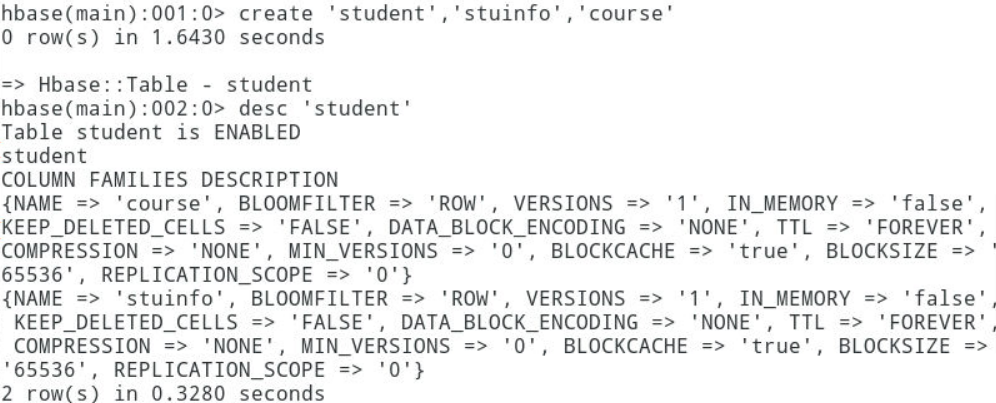 hbase(main):001:0> create 'student','stuinfo','course'
0 row(s) in 1.6430 seconds
=> Hbase::Table - student
hbase(main):002:0> desc 'student'
Table student is ENABLED
student
COLUMN FAMILIES DESCRIPTION
{NAME => 'course', BLOOMFILTER => 'ROW', VERSIONS => '1', IN_MEMORY => 'false',
KEEP_DELETED_CELLS => 'FALSE', DATA_BLOCK_ENCODING => 'NONE', TTL => 'FOREVER',
COMPRESSION => 'NONE', MIN_VERSIONS => '0', BLOCKCACHE => 'true', BLOCKSIZE => '
65536', REPLICATION_SCOPE => '0'}
{NAME => 'stuinfo', BLOOMFILTER => 'ROW', VERSIONS => '1', IN_MEMORY => 'false',
KEEP_DELETED_CELLS => 'FALSE', DATA_BLOCK_ENCODING => 'NONE', TTL => 'FOREVER',
COMPRESSION => 'NONE', MIN_VERSIONS => '0', BLOCKCACHE => 'true', BLOCKSIZE =>
'65536', REPLICATION_SCOPE => '0'}
2 row(s) in 0.3280 seconds